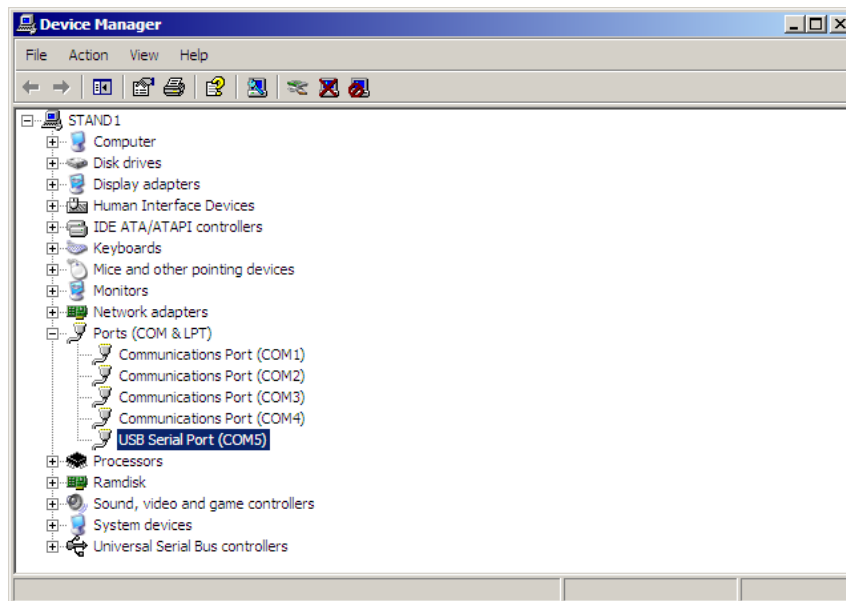 Device Manager
File Action View Help
STAND1
Computer
Disk drives
Display adapters
Human Interface Devices
IDE ATA/ATAPI controllers
Keyboards
Mice and other pointing devices
Monitors
Network adapters
Ports (COM & LPT)
Communications Port (COM1)
Communications Port (COM2)
Communications Port (COM3)
Communications Port (COM4)
USB Serial Port (COM5)
Processors
Ramdisk
Sound, video and game controllers
System devices
Universal Serial Bus controllers